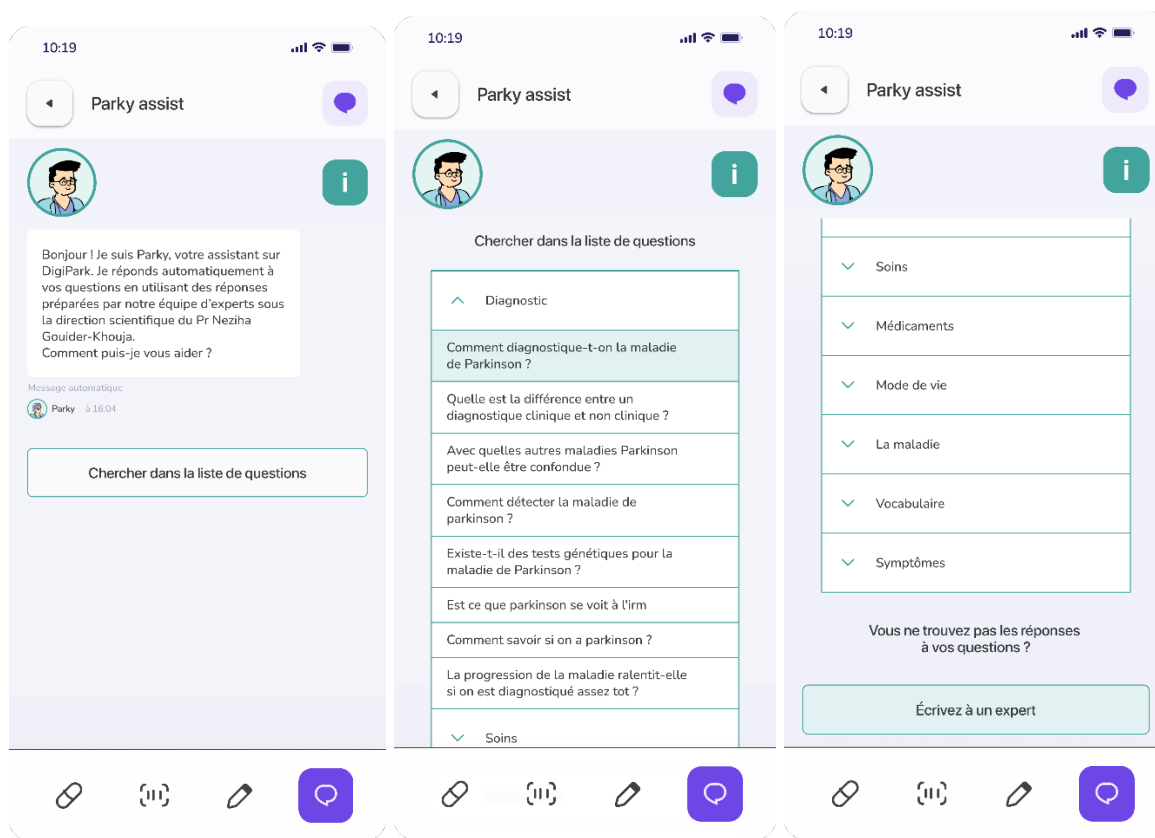 10:19
Parky assist
i
Bonjour ! Je suis Parky, votre assistant sur
DigiPark. Je réponds automatiquement à
vos questions en utilisant des réponses
préparées par notre équipe d'experts sous
la direction scientifique du Pr Neziha
Gouider-Khouja.
Comment puis-je vous aider ?
Message automatique
Parky à 16:04
Chercher dans la liste de questions
10:19
Parky assist
i
Chercher dans la liste de questions
Diagnostic
Comment diagnostique-t-on la maladie
de Parkinson ?
Quelle est la différence entre un
diagnostique clinique et non clinique ?
Avec quelles autres maladies Parkinson
peut-elle être confondue ?
Comment détecter la maladie de
parkinson ?
Existe-t-il des tests génétiques pour la
maladie de Parkinson ?
Est ce que parkinson se voit à l'irm
Comment savoir si on a parkinson ?
La progression de la maladie ralentit-elle
si on est diagnostiqué assez tot ?
Soins
10:19
Parky assist
i
Soins
Médicaments
Mode de vie
La maladie
Vocabulaire
Symptômes
Vous ne trouvez pas les réponses
à vos questions ?
Écrivez à un expert